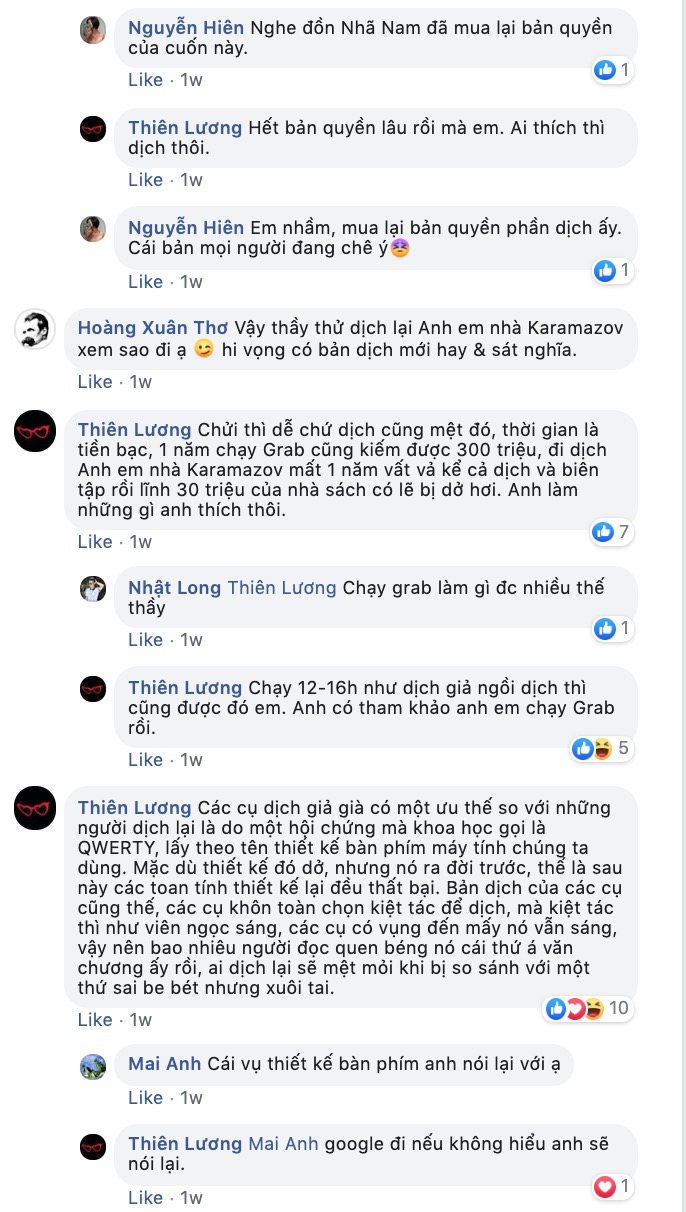 Nguyễn Hiên Nghe đồn Nhã Nam đã mua lại bản quyền
của cuốn này.
1
Like · 1w
Thiên Lương Hết bản quyền lâu rồi mà em. Ai thích thì
dịch thôi.
Like · 1w
Nguyễn Hiên Em nhầm, mua lại bản quyền phần dịch ấy.
Cái bản mọi người đang chê ý
1
Like · 1w
Hoàng Xuân Thơ Vậy thầy thử dịch lại Anh em nhà Karamazov
xem sao đi ạ 😉 hi vọng có bản dịch mới hay & sát nghĩa.
Like · 1w
Thiên Lương Chửi thì dễ chứ dịch cũng mệt đó, thời gian là
tiền bạc, 1 năm chạy Grab cũng kiếm được 300 triệu, đi dịch
Anh em nhà Karamazov mất 1 năm vất vả kể cả dịch và biên
tập rồi lĩnh 30 triệu của nhà sách có lẽ bị dở hơi. Anh làm
những gì anh thích thôi.
7
Like · 1w
Nhật Long Thiên Lương Chạy grab làm gì đc nhiều thế
thầy
1
Like · 1w
Thiên Lương Chạy 12-16h như dịch giả ngồi dịch thì
cũng được đó em. Anh có tham khảo anh em chạy Grab
rồi.
5
Like · 1w
Thiên Lương Các cụ dịch giả già có một ưu thế so với những
người dịch lại là do một hội chứng mà khoa học gọi là
QWERTY, lấy theo tên thiết kế bàn phím máy tính chúng ta
dùng. Mặc dù thiết kế đó dở, nhưng nó ra đời trước, thế là sau
này các toan tính thiết kế lại đều thất bại. Bản dịch của các cụ
cũng thế, các cụ khôn toàn chọn kiệt tác để dịch, mà kiệt tác
thì như viên ngọc sáng, các cụ có vụng đến mấy nó vẫn sáng,
vậy nên bao nhiêu người đọc quen béng nó cái thứ á văn
chương ấy rồi, ai dịch lại sẽ mệt mỏi khi bị so sánh với một
thứ sai be bét nhưng xuôi tai.
10
Like · 1w
Mai Anh Cái vụ thiết kế bàn phím anh nói lại với ạ
Like · 1w
Thiên Lương Mai Anh google đi nếu không hiểu anh sẽ
nói lại.
1
Like · 1w